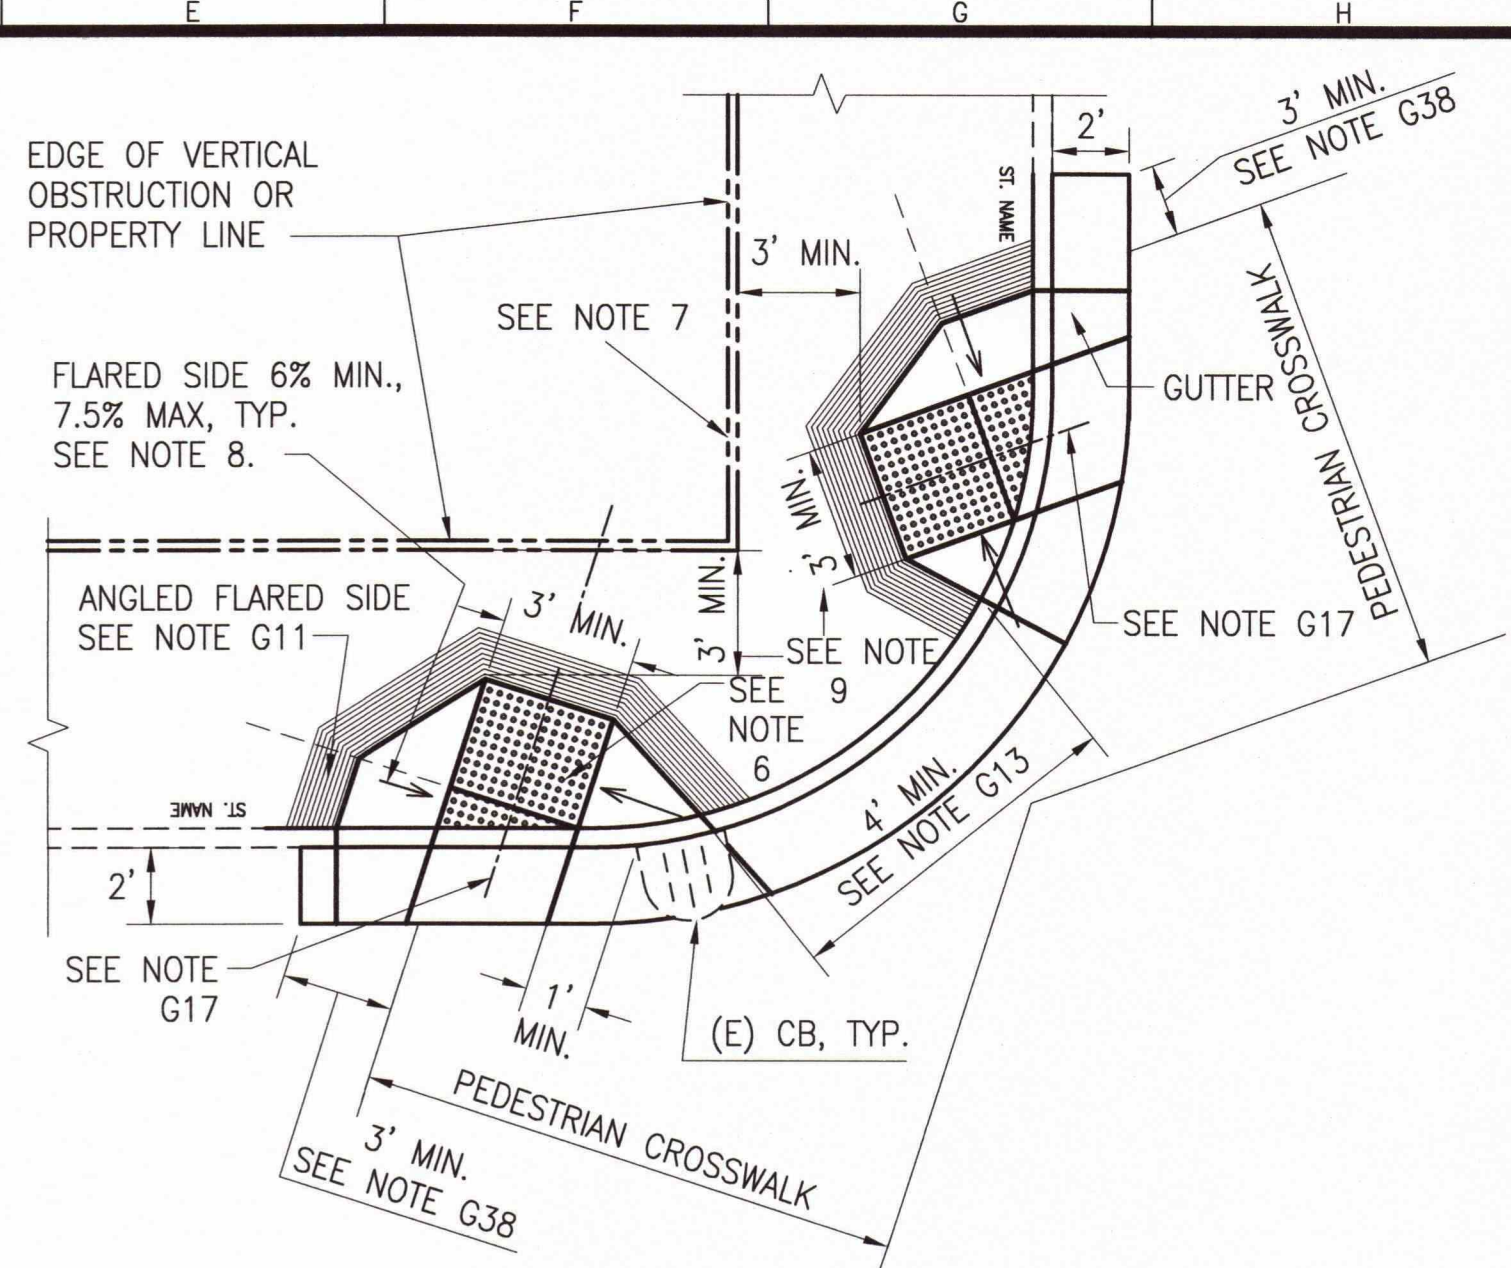 E
F
G
H
EDGE OF VERTICAL
OBSTRUCTION OR
PROPERTY LINE
SEE NOTE 7
3' MIN.
2'
3' MIN.
SEE NOTE G38
ST. NAME
PEDESTRIAN CROSSWALK
FLARED SIDE 6% MIN.,
7.5% MAX, TYP.
SEE NOTE 8.
GUTTER
3' MIN.
ANGLED FLARED SIDE
SEE NOTE G11
3' MIN.
3' MIN.
SEE NOTE
9
SEE
NOTE
6
SEE NOTE G17
ST. NAME
2'
4' MIN.
SEE NOTE G13
SEE NOTE
G17
1'
MIN.
(E) CB, TYP.
PEDESTRIAN CROSSWALK
3' MIN.
SEE NOTE G38